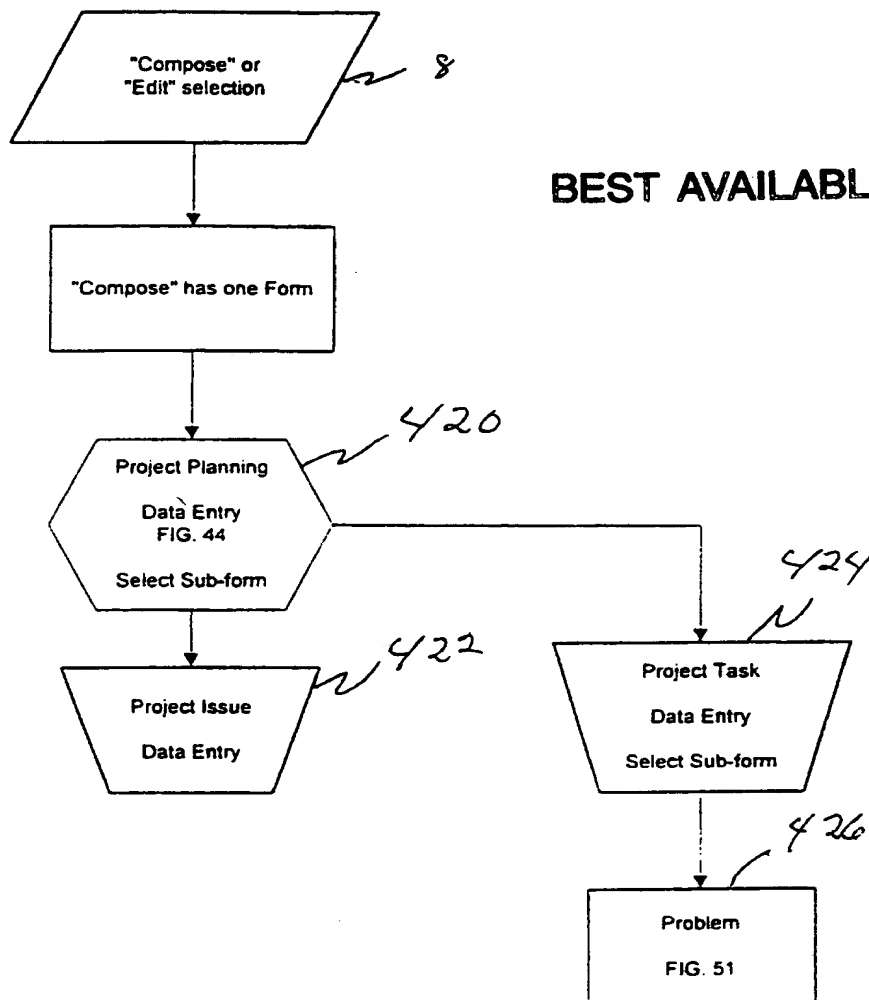 "Compose" or
"Edit" selection
8
BEST AVAILABL
"Compose" has one Form
420
Project Planning
Data Entry
FIG. 44
Select Sub-form
424
422
Project Issue
Data Entry
Project Task
Data Entry
Select Sub-form
426
Problem
FIG. 51